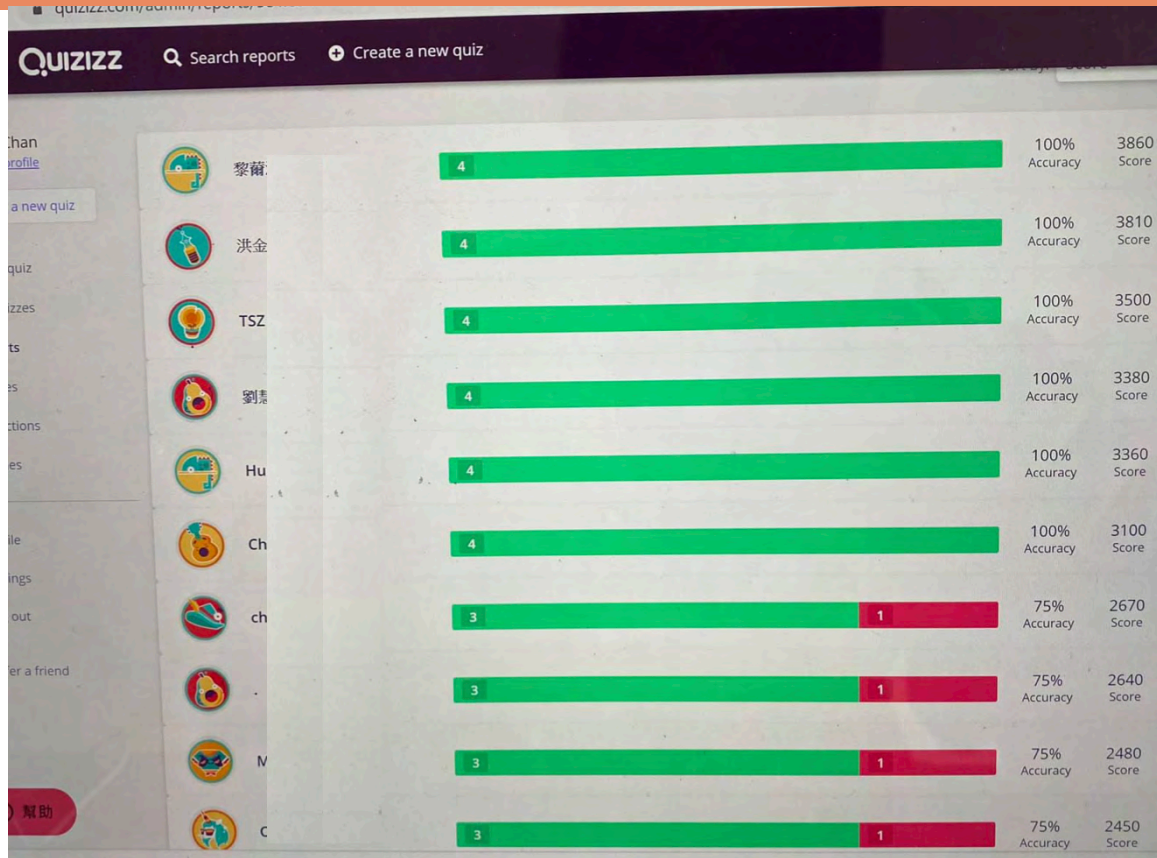 quizizz.com/admin/reports/
QUIZIZZ Search reports Create a new quiz
Chan
profile
a new quiz
quiz
izzes
ts
es
ctions
es
ile
ings
out
er a friend
幫助
黎薾 4 100% Accuracy 3860 Score
洪金 4 100% Accuracy 3810 Score
TSZ 4 100% Accuracy 3500 Score
劉慧 4 100% Accuracy 3380 Score
Hu 4 100% Accuracy 3360 Score
Ch 4 100% Accuracy 3100 Score
ch 3 1 75% Accuracy 2670 Score
. 3 1 75% Accuracy 2640 Score
M 3 1 75% Accuracy 2480 Score
3 1 75% Accuracy 2450 Score